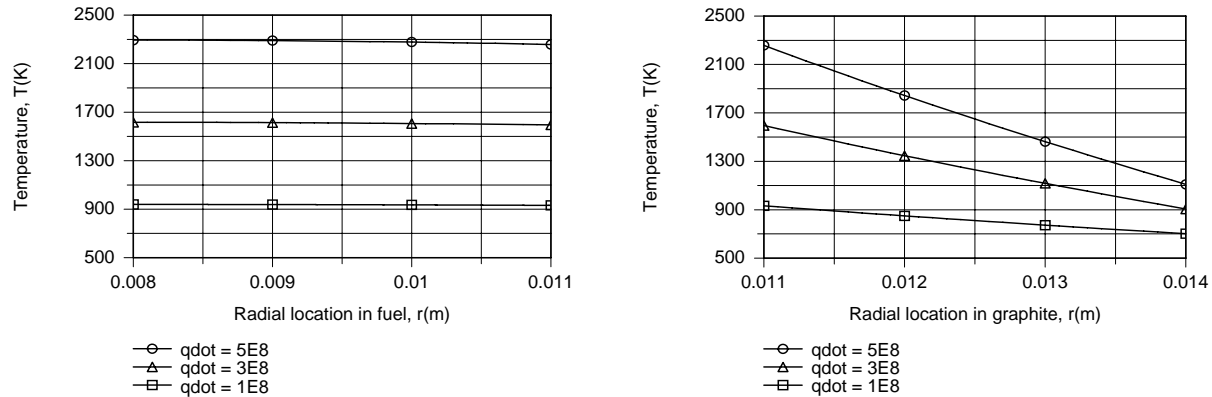 2500
2100
1700
1300
900
500
Temperature, T(K)
0.008 0.009 0.01 0.011
Radial location in fuel, r(m)
qdot = 5E8
qdot = 3E8
qdot = 1E8
2500
2100
1700
1300
900
500
Temperature, T(K)
0.011 0.012 0.013 0.014
Radial location in graphite, r(m)
qdot = 5E8
qdot = 3E8
qdot = 1E8